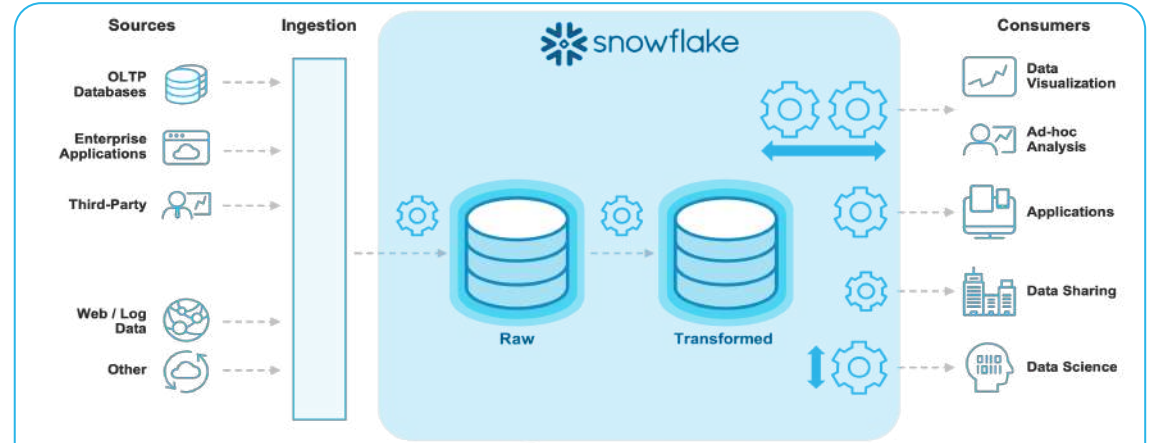 Sources
Ingestion
snowflake
Consumers
OLTP
Databases
Enterprise
Applications
Third-Party
Web / Log
Data
Other
Raw
Transformed
Data
Visualization
Ad-hoc
Analysis
Applications
Data Sharing
Data Science